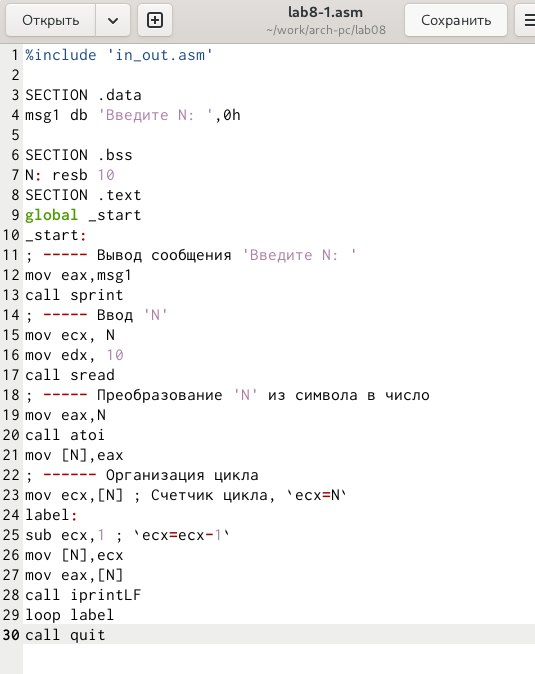 Открыть
lab8-1.asm
~/work/arch-pc/lab08
Сохранить
1 %include 'in_out.asm'
2
3 SECTION .data
4 msg1 db 'Введите N: ',0h
5
6 SECTION .bss
7 N: resb 10
8 SECTION .text
9 global _start
10 _start:
11 ; ----- Вывод сообщения 'Введите N: '
12 mov eax,msg1
13 call sprint
14 ; ----- Ввод 'N'
15 mov ecx, N
16 mov edx, 10
17 call sread
18 ; ----- Преобразование 'N' из символа в число
19 mov eax,N
20 call atoi
21 mov [N],eax
22 ; ------ Организация цикла
23 mov ecx,[N] ; Счетчик цикла, `ecx=N`
24 label:
25 sub ecx,1 ; `ecx=ecx-1`
26 mov [N],ecx
27 mov eax,[N]
28 call iprintLF
29 loop label
30 call quit